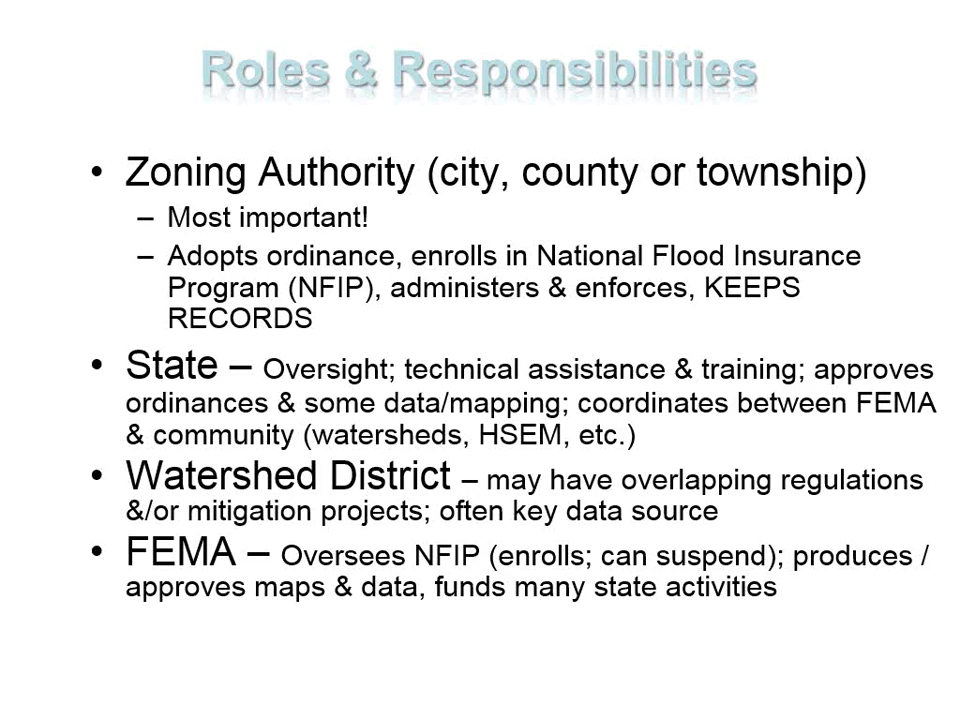 Roles & Responsibilities
• Zoning Authority (city, county or township)
– Most important!
– Adopts ordinance, enrolls in National Flood Insurance
Program (NFIP), administers & enforces, KEEPS
RECORDS
• State – Oversight; technical assistance & training; approves
ordinances & some data/mapping; coordinates between FEMA
& community (watersheds, HSEM, etc.)
• Watershed District – may have overlapping regulations
&/or mitigation projects; often key data source
• FEMA – Oversees NFIP (enrolls; can suspend); produces /
approves maps & data, funds many state activities